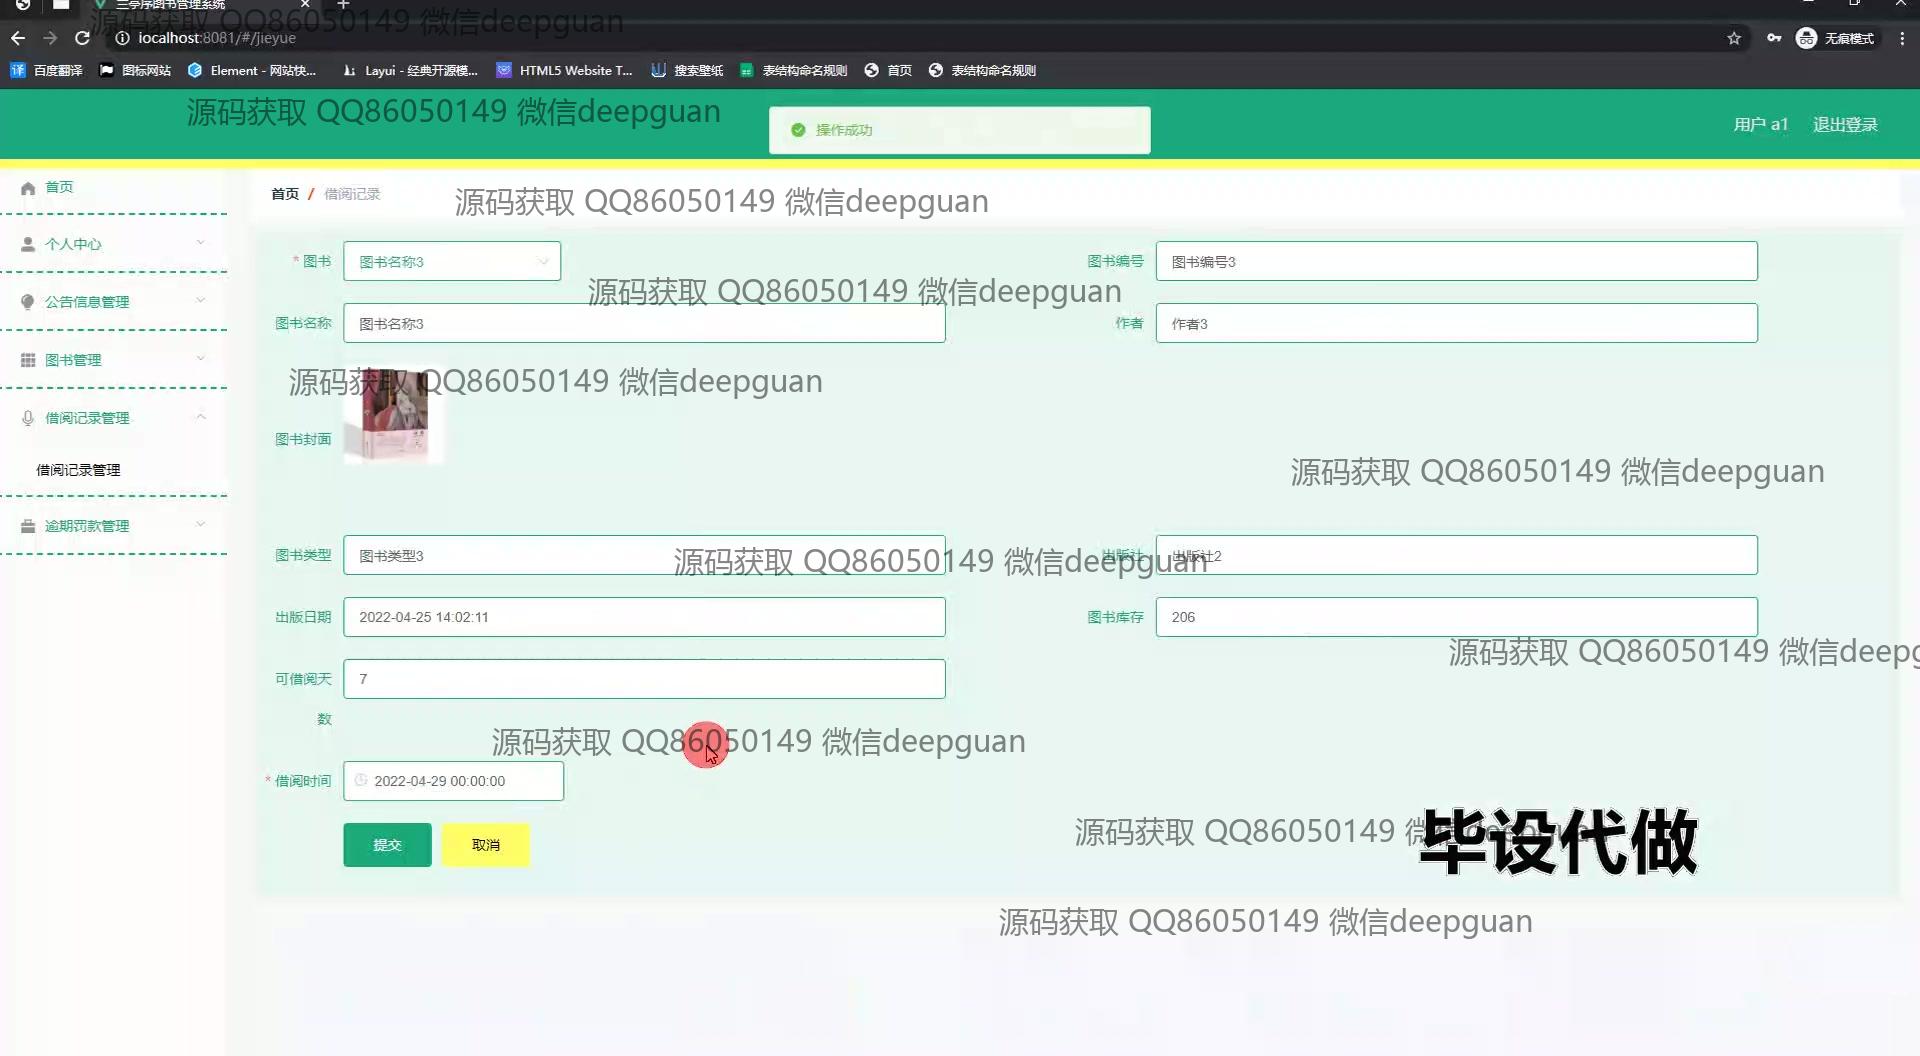 三亭序图书管理系统
源码获取 QQ86050149 微信deepguan
localhost:8081/#/jieyue
无痕模式
百度翻译 图标网站 Element - 网站快... Layui - 经典开源模... HTML5 Website T... 搜索壁纸 表结构命名规则 首页 表结构命名规则
源码获取 QQ86050149 微信deepguan
操作成功
用户 a1 退出登录
首页
首页 / 借阅记录
源码获取 QQ86050149 微信deepguan
个人中心
* 图书 图书名称3
图书编号 图书编号3
源码获取 QQ86050149 微信deepguan
公告信息管理
图书名称 图书名称3
作者 作者3
图书管理
源码获取 QQ86050149 微信deepguan
借阅记录管理
图书封面
借阅记录管理
源码获取 QQ86050149 微信deepguan
逾期罚款管理
图书类型 图书类型3
出版社 出版社2
源码获取 QQ86050149 微信deepguan
出版日期 2022-04-25 14:02:11
图书库存 206
源码获取 QQ86050149 微信deepg
可借阅天 7
数
源码获取 QQ86050149 微信deepguan
* 借阅时间 2022-04-29 00:00:00
源码获取 QQ86050149 微信deepguan
毕设代做
提交 取消
源码获取 QQ86050149 微信deepguan